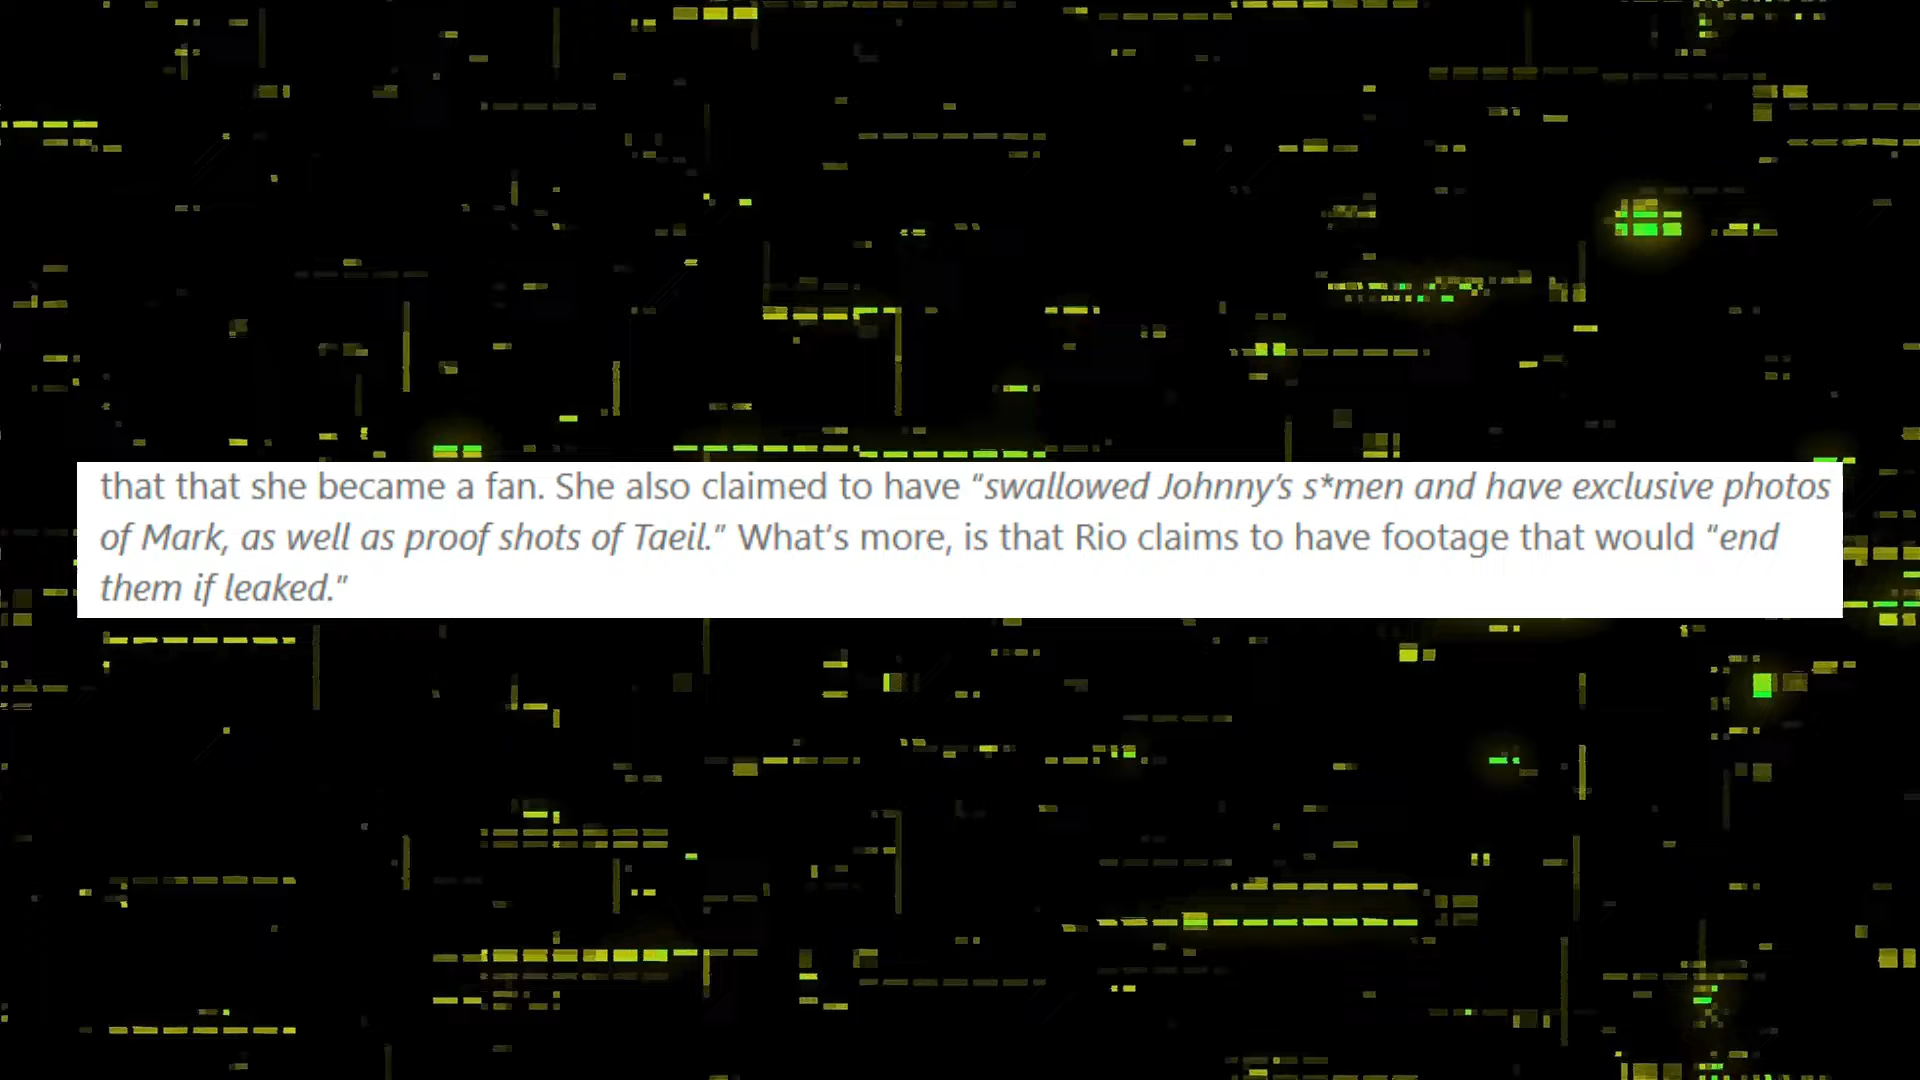 that that she became a fan. She also claimed to have "swallowed Johnny's s*men and have exclusive photos
of Mark, as well as proof shots of Taeil." What's more, is that Rio claims to have footage that would "end
them if leaked."